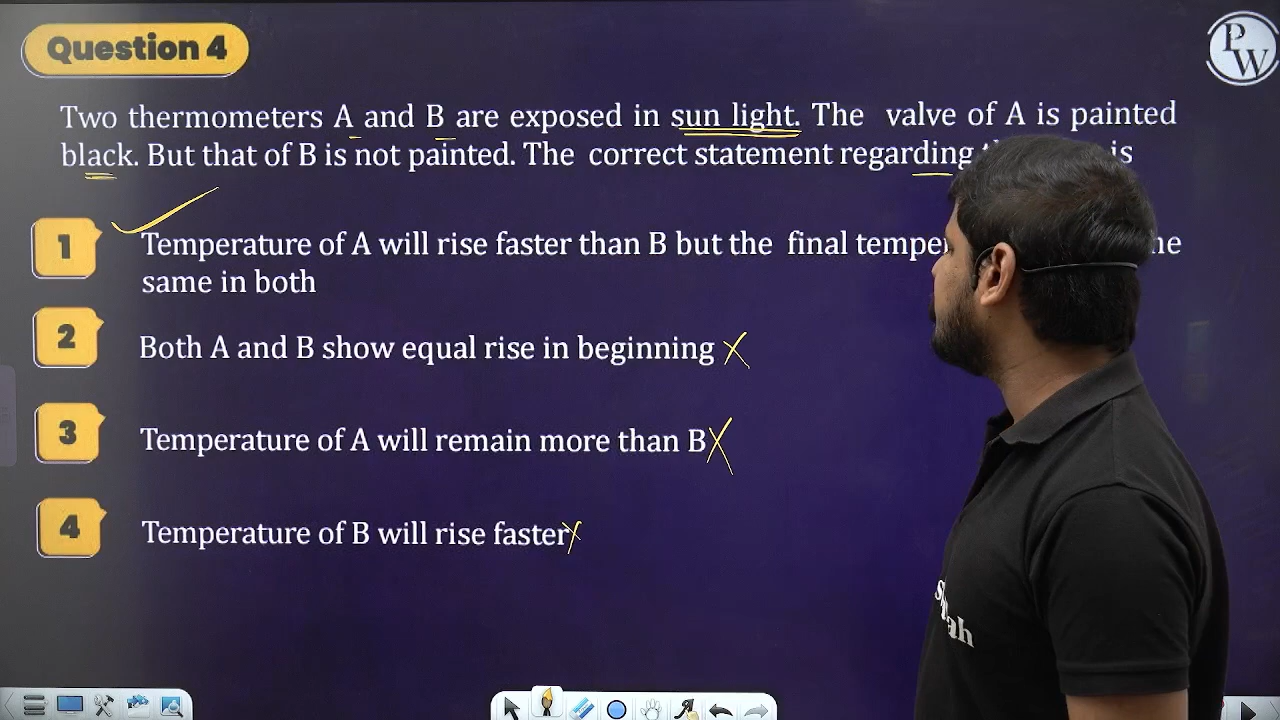 Question 4
PW
Two thermometers A and B are exposed in sun light. The valve of A is painted
black. But that of B is not painted. The correct statement regarding is
1
Temperature of A will rise faster than B but the final
same in both
2
Both A and B show equal rise in beginning
3
Temperature of A will remain more than B
4
Temperature of B will rise faster